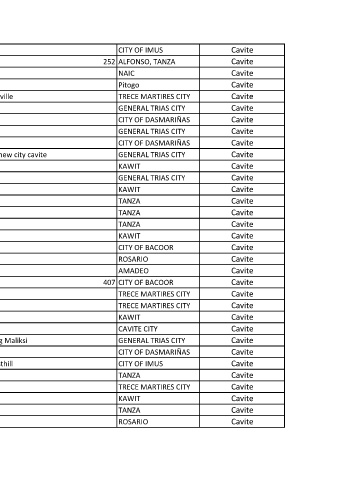 CITY OF IMUS Cavite
252 ALFONSO, TANZA Cavite
NAIC Cavite
Pitogo Cavite
ville TRECE MARTIRES CITY Cavite
GENERAL TRIAS CITY Cavite
CITY OF DASMARIÑAS Cavite
GENERAL TRIAS CITY Cavite
CITY OF DASMARIÑAS Cavite
new city cavite GENERAL TRIAS CITY Cavite
KAWIT Cavite
GENERAL TRIAS CITY Cavite
KAWIT Cavite
TANZA Cavite
TANZA Cavite
TANZA Cavite
KAWIT Cavite
CITY OF BACOOR Cavite
ROSARIO Cavite
AMADEO Cavite
407 CITY OF BACOOR Cavite
TRECE MARTIRES CITY Cavite
TRECE MARTIRES CITY Cavite
KAWIT Cavite
CAVITE CITY Cavite
g Maliksi GENERAL TRIAS CITY Cavite
CITY OF DASMARIÑAS Cavite
thill CITY OF IMUS Cavite
TANZA Cavite
TRECE MARTIRES CITY Cavite
KAWIT Cavite
TANZA Cavite
ROSARIO Cavite